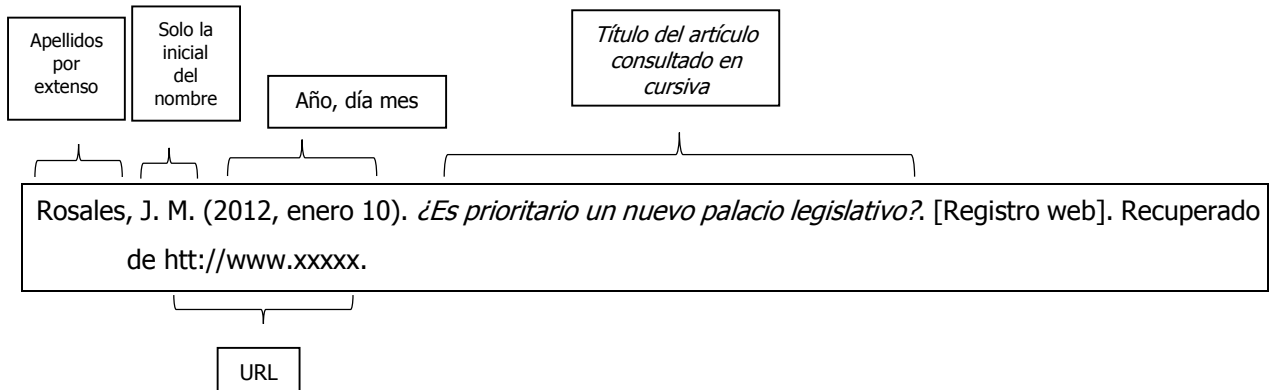 Apellidos
por
extenso
Solo la
inicial
del
nombre
Año, día mes
Título del artículo
consultado en
cursiva
Rosales, J. M. (2012, enero 10). ¿Es prioritario un nuevo palacio legislativo?. [Registro web]. Recuperado
de htt://www.xxxxx.
URL